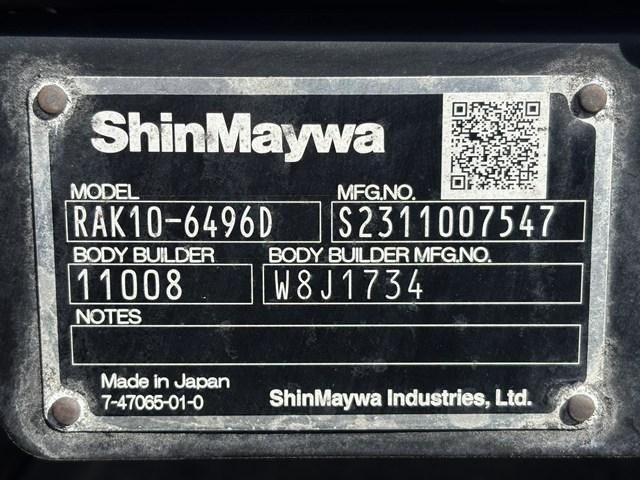 ShinMaywa
MODEL MFG.NO.
RAK10-6496D S2311007547
BODY BUILDER BODY BUILDER MFG.NO.
11008 W8J1734
NOTES
Made in Japan
7-47065-01-0 ShinMaywa Industries, Ltd.